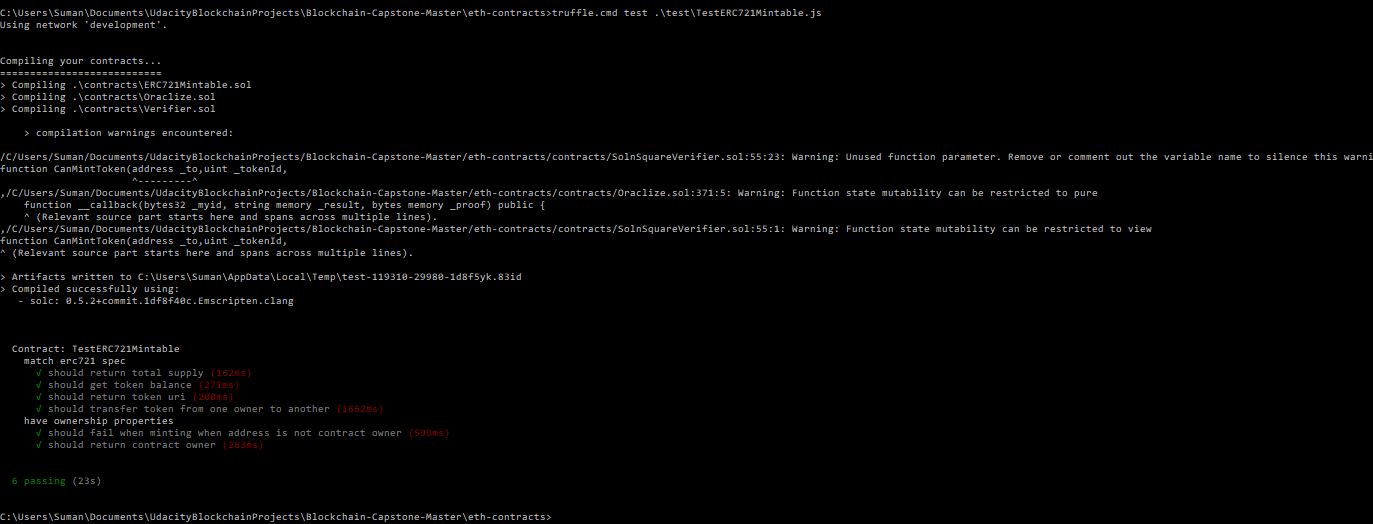 C:\Users\Suman\Documents\UdacityBlockchainProjects\Blockchain-Capstone-Master\eth-contracts>truffle.cmd test .\test\TestERC721Mintable.js
Using network 'development'.
Compiling your contracts...
===========================
> Compiling .\contracts\ERC721Mintable.sol
> Compiling .\contracts\Oraclize.sol
> Compiling .\contracts\Verifier.sol
> compilation warnings encountered:
/C/Users/Suman/Documents/UdacityBlockchainProjects/Blockchain-Capstone-Master/eth-contracts/contracts/SolnSquareVerifier.sol:55:23: Warning: Unused function parameter. Remove or comment out the variable name to silence this warni
function CanMintToken(address _to,uint _tokenId,
^---------^
,/C/Users/Suman/Documents/UdacityBlockchainProjects/Blockchain-Capstone-Master/eth-contracts/contracts/Oraclize.sol:371:5: Warning: Function state mutability can be restricted to pure
function __callback(bytes32 _myid, string memory _result, bytes memory _proof) public {
^ (Relevant source part starts here and spans across multiple lines).
,/C/Users/Suman/Documents/UdacityBlockchainProjects/Blockchain-Capstone-Master/eth-contracts/contracts/SolnSquareVerifier.sol:55:1: Warning: Function state mutability can be restricted to view
function CanMintToken(address _to,uint _tokenId,
^ (Relevant source part starts here and spans across multiple lines).
> Artifacts written to C:\Users\Suman\AppData\Local\Temp\test-119310-29980-1d8f5yk.83id
> Compiled successfully using:
- solc: 0.5.2+commit.1df8f40c.Emscripten.clang
Contract: TestERC721Mintable
match erc721 spec
√ should return total supply (162ms)
√ should get token balance (271ms)
√ should return token uri (200ms)
√ should transfer token from one owner to another (1662ms)
have ownership properties
√ should fail when minting when address is not contract owner (599ms)
√ should return contract owner (263ms)
6 passing (23s)
C:\Users\Suman\Documents\UdacityBlockchainProjects\Blockchain-Capstone-Master\eth-contracts>